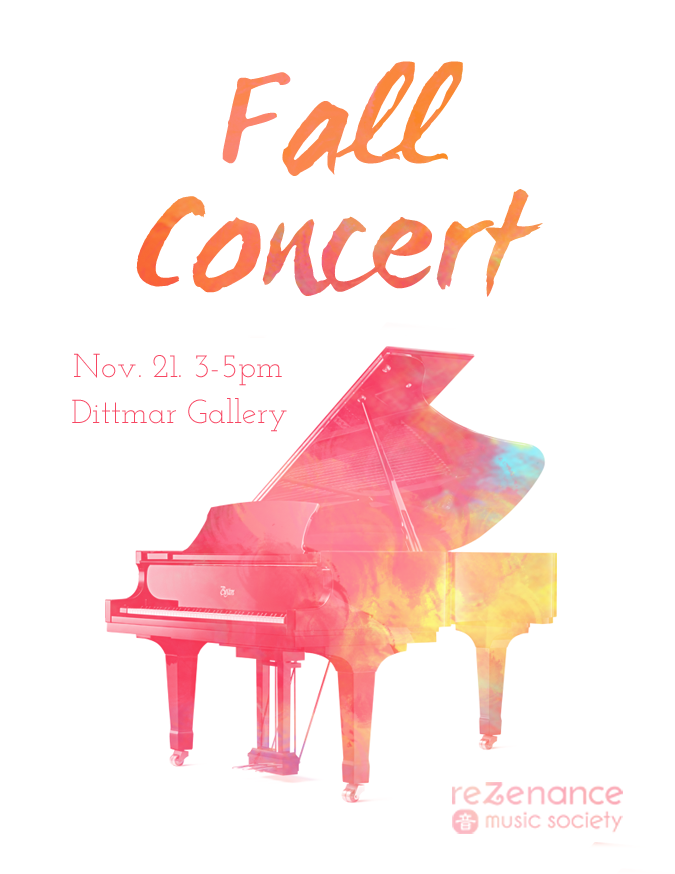 Fall
Concert
Nov. 21. 3-5pm
Dittmar Gallery
reZenance
音 music society